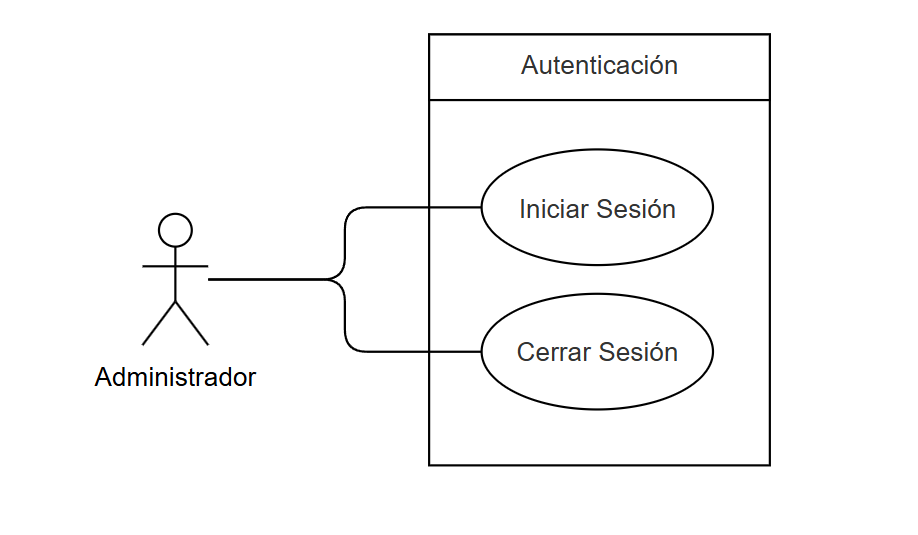 Autenticación
Iniciar Sesión
Cerrar Sesión
Administrador